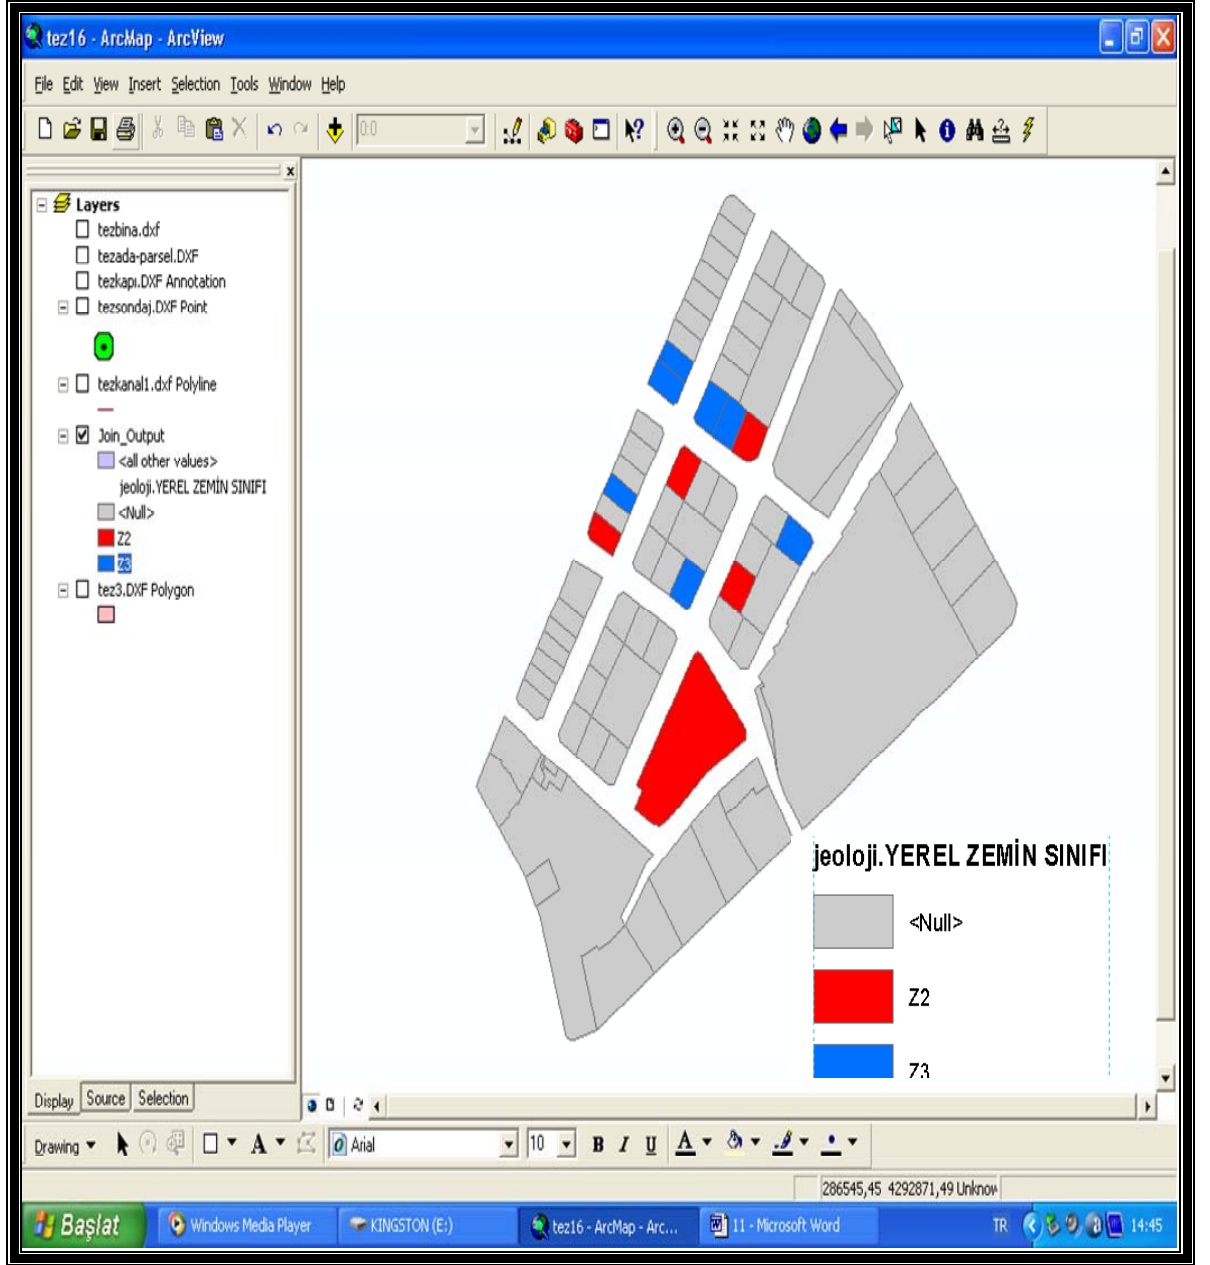 tez16 - ArcMap - ArcView
File Edit View Insert Selection Tools Window Help
0:0
Layers
tezbina.dxf
tezada-parsel.DXF
tezkapı.DXF Annotation
tezsondaj.DXF Point
tezkanal1.dxf Polyline
Join_Output
<all other values>
jeoloji.YEREL ZEMİN SINIFI
<Null>
Z2
Z3
tez3.DXF Polygon
jeoloji.YEREL ZEMİN SINIFI
<Null>
Z2
Z3
Display Source Selection
Drawing A Arial 10 B I U A
286545,45 4292871,49 Unknow
Başlat Windows Media Player KINGSTON (E:) tez16 - ArcMap - Arc... 11 - Microsoft Word TR 14:45